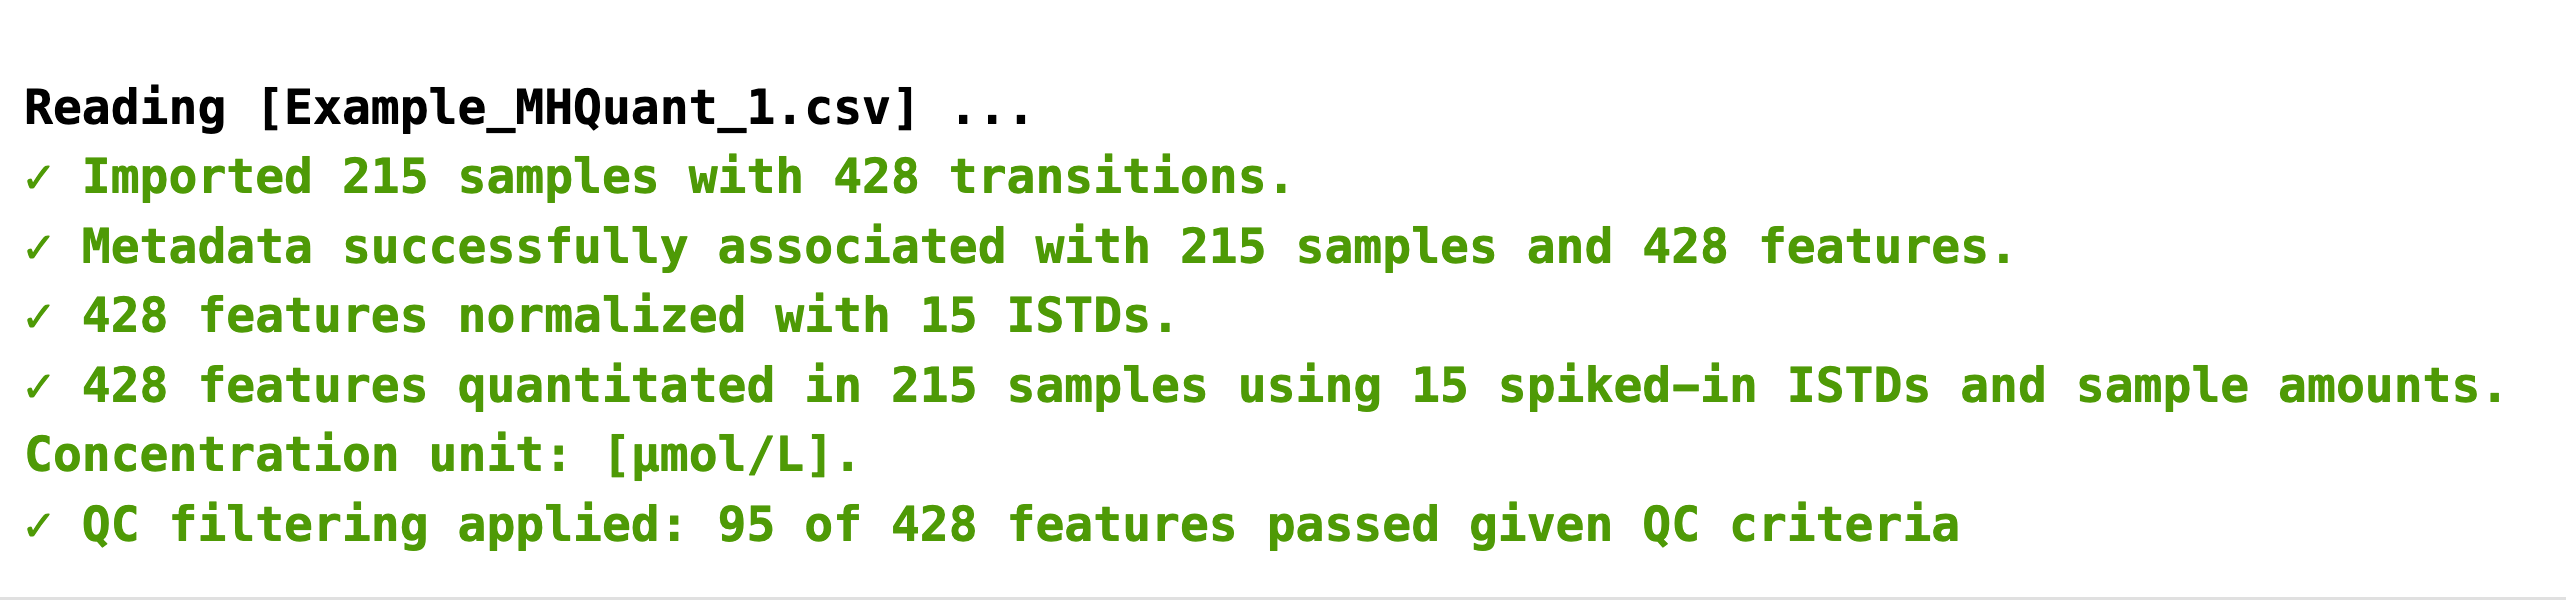 Reading [Example_MHQuant_1.csv] ...
✓ Imported 215 samples with 428 transitions.
✓ Metadata successfully associated with 215 samples and 428 features.
✓ 428 features normalized with 15 ISTDs.
✓ 428 features quantitated in 215 samples using 15 spiked–in ISTDs and sample amounts.
Concentration unit: [μmol/L].
✓ QC filtering applied: 95 of 428 features passed given QC criteria